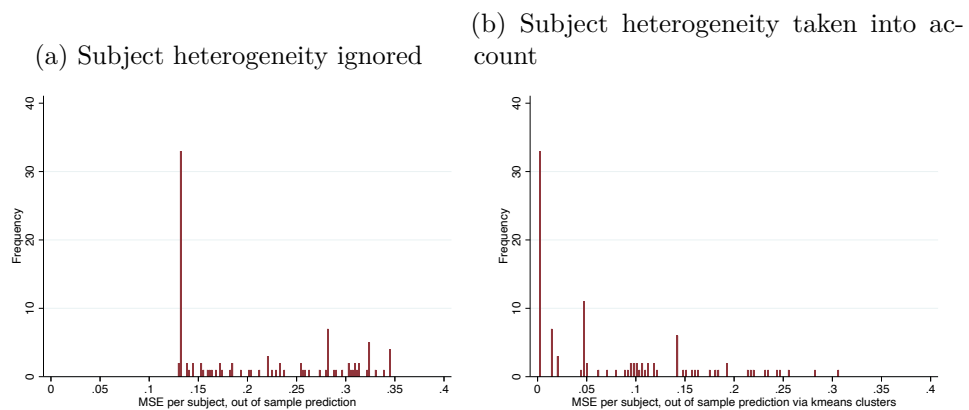 (a) Subject heterogeneity ignored
(b) Subject heterogeneity taken into ac-
count
Frequency
40
30
20
10
0
0 .05 .1 .15 .2 .25 .3 .35 .4
MSE per subject, out of sample prediction
Frequency
40
30
20
10
0
0 .05 .1 .15 .2 .25 .3 .35 .4
MSE per subject, out of sample prediction via kmeans clusters